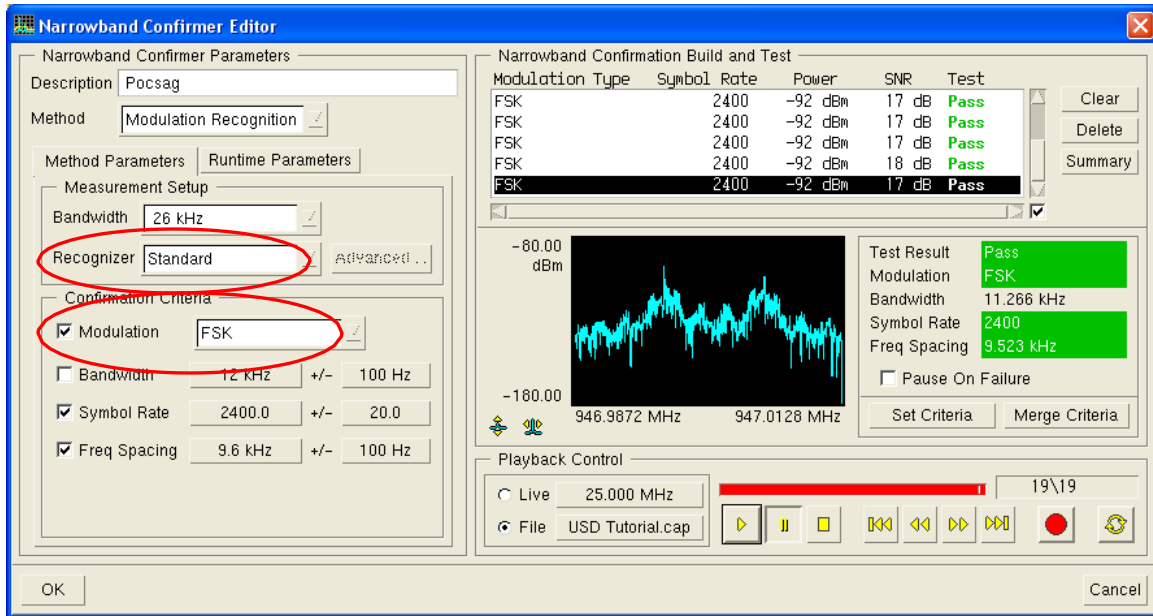 Narrowband Confirmer Editor
Narrowband Confirmer Parameters
Description Pocsag
Method Modulation Recognition
Method Parameters Runtime Parameters
Measurement Setup
Bandwidth 26 kHz
Recognizer Standard Advanced ..
Confirmation Criteria
Modulation FSK
Bandwidth 12 kHz +/- 100 Hz
Symbol Rate 2400.0 +/- 20.0
Freq Spacing 9.6 kHz +/- 100 Hz
Narrowband Confirmation Build and Test
Modulation Type Symbol Rate Power SNR Test
FSK 2400 -92 dBm 17 dB Pass
FSK 2400 -92 dBm 17 dB Pass
FSK 2400 -92 dBm 17 dB Pass
FSK 2400 -92 dBm 18 dB Pass
FSK 2400 -92 dBm 17 dB Pass
Clear
Delete
Summary
-80.00
dBm
-180.00
946.9872 MHz 947.0128 MHz
Test Result Pass
Modulation FSK
Bandwidth 11.266 kHz
Symbol Rate 2400
Freq Spacing 9.523 kHz
Pause On Failure
Set Criteria Merge Criteria
Playback Control
Live 25.000 MHz
File USD Tutorial.cap
19\19
OK
Cancel